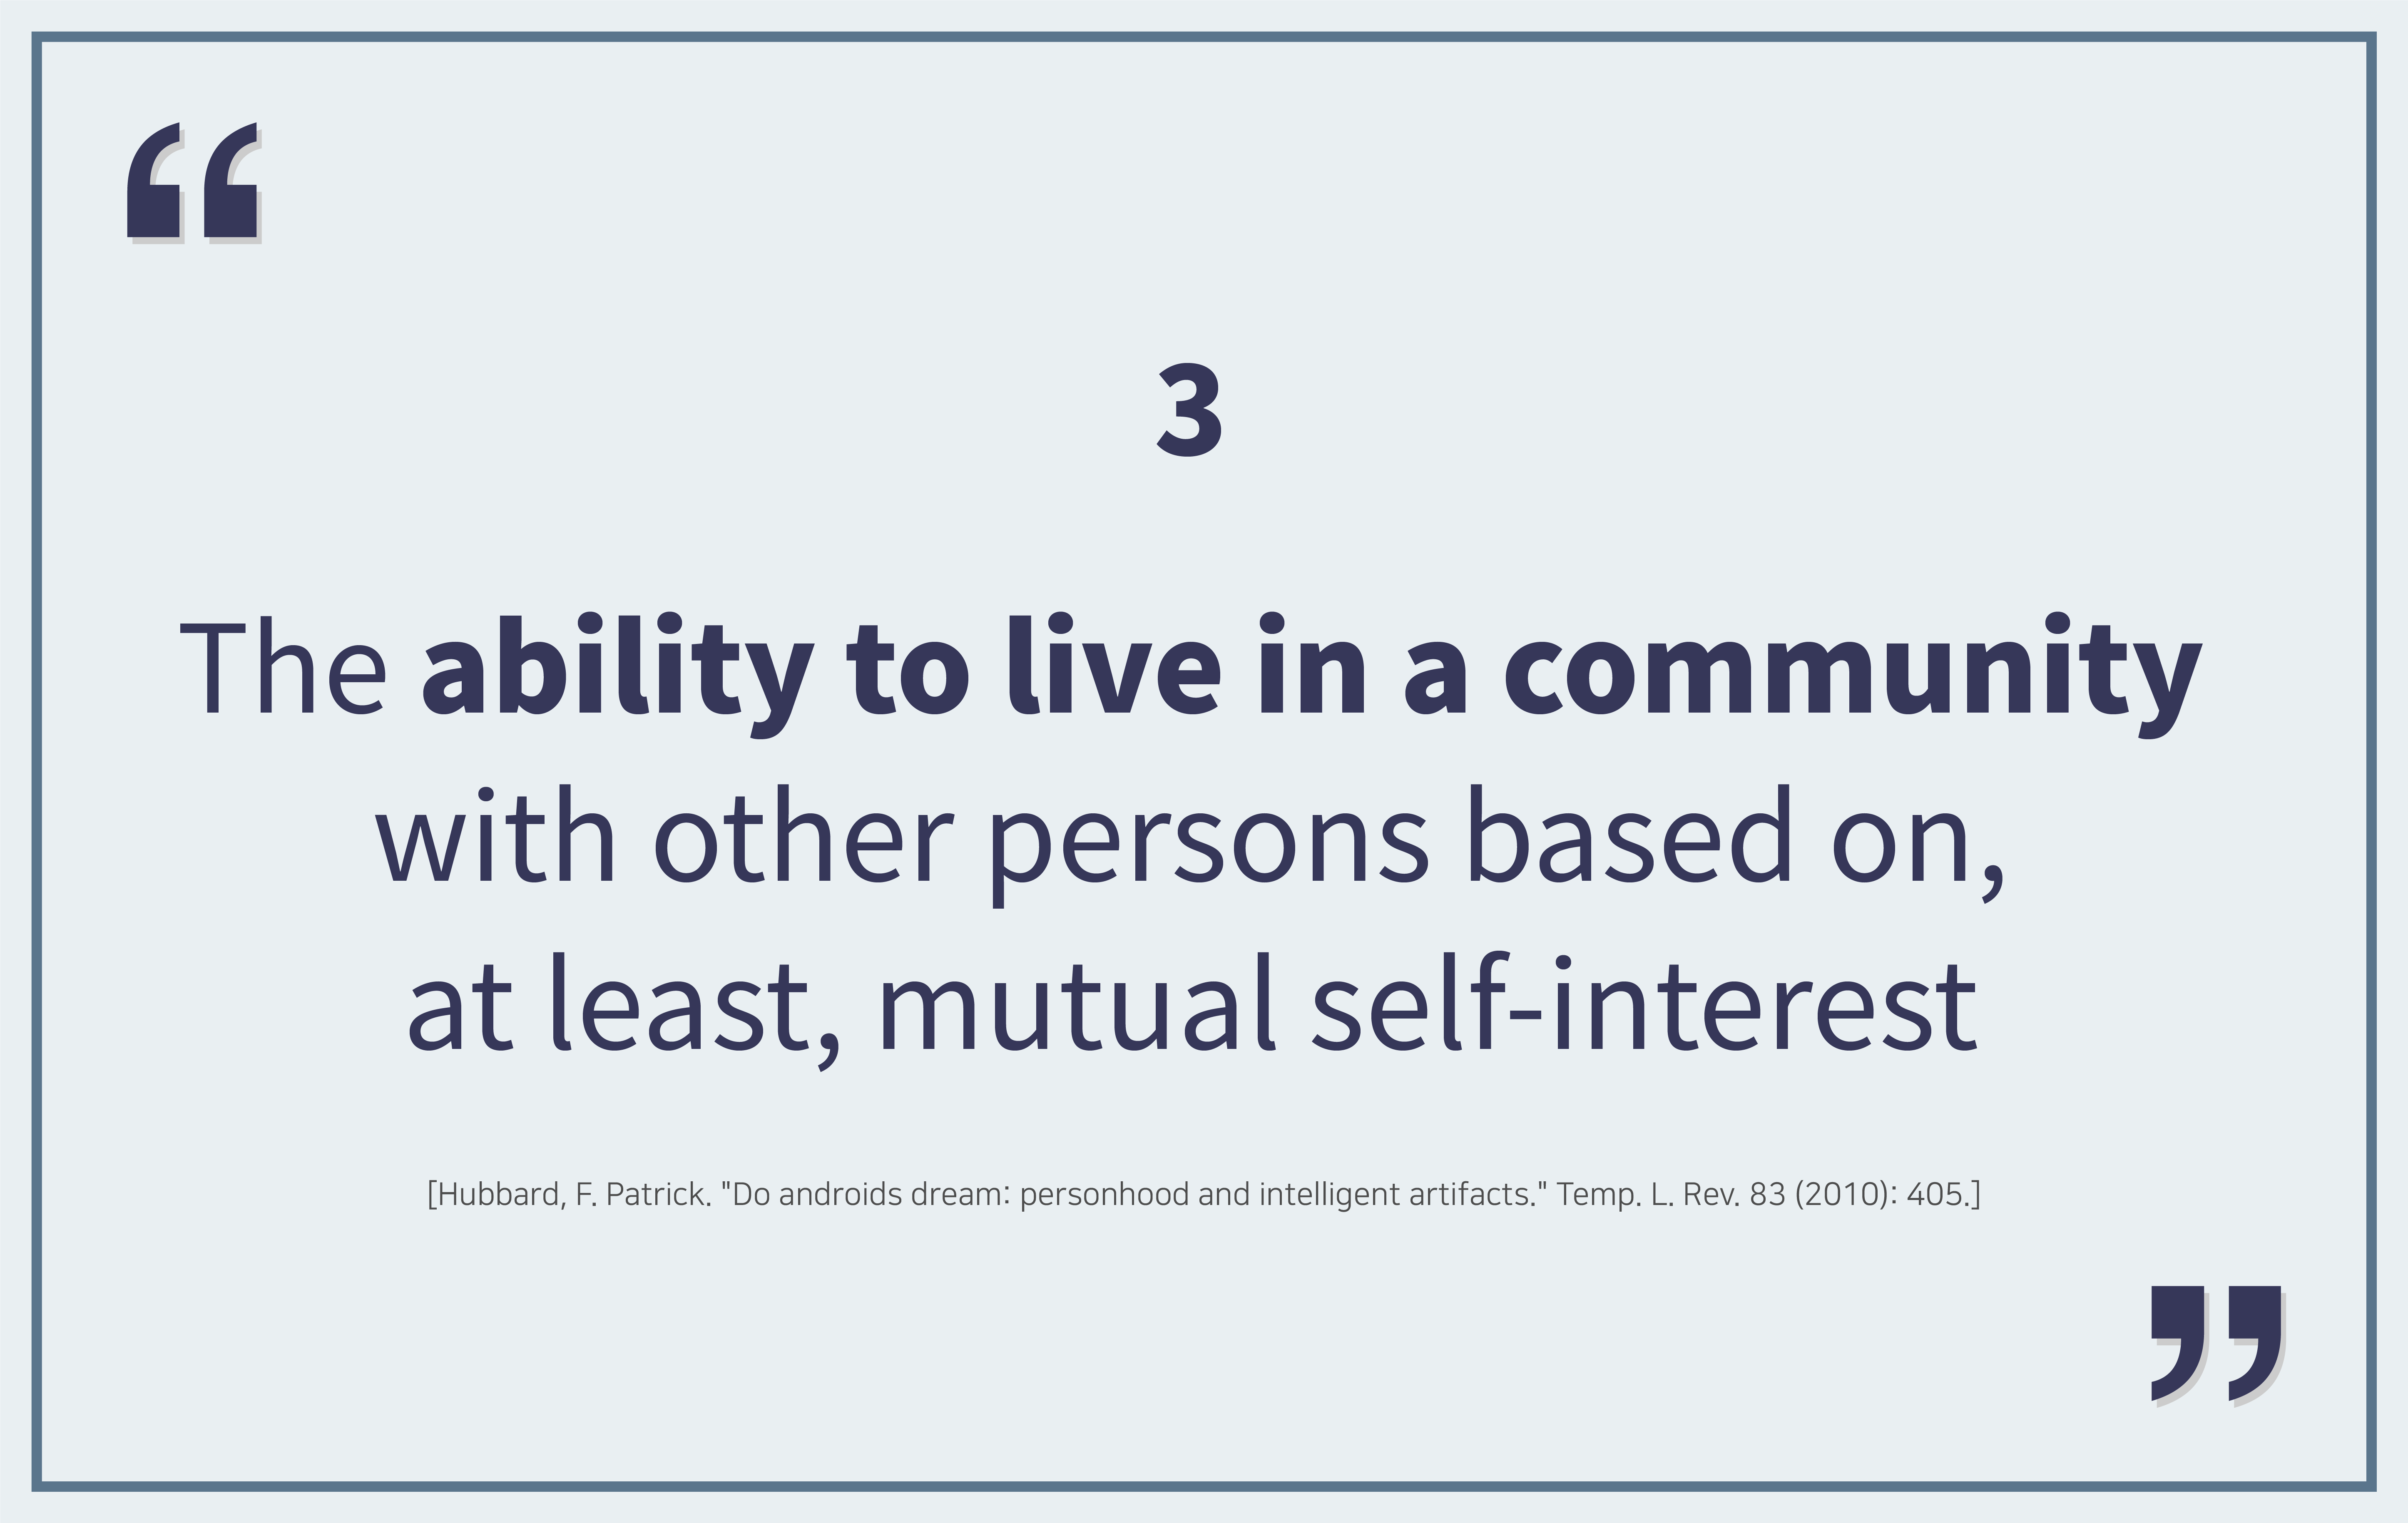 “
3
The ability to live in a community
with other persons based on,
at least, mutual self-interest
[Hubbard, F. Patrick. "Do androids dream: personhood and intelligent artifacts." Temp. L. Rev. 83 (2010): 405.]
”